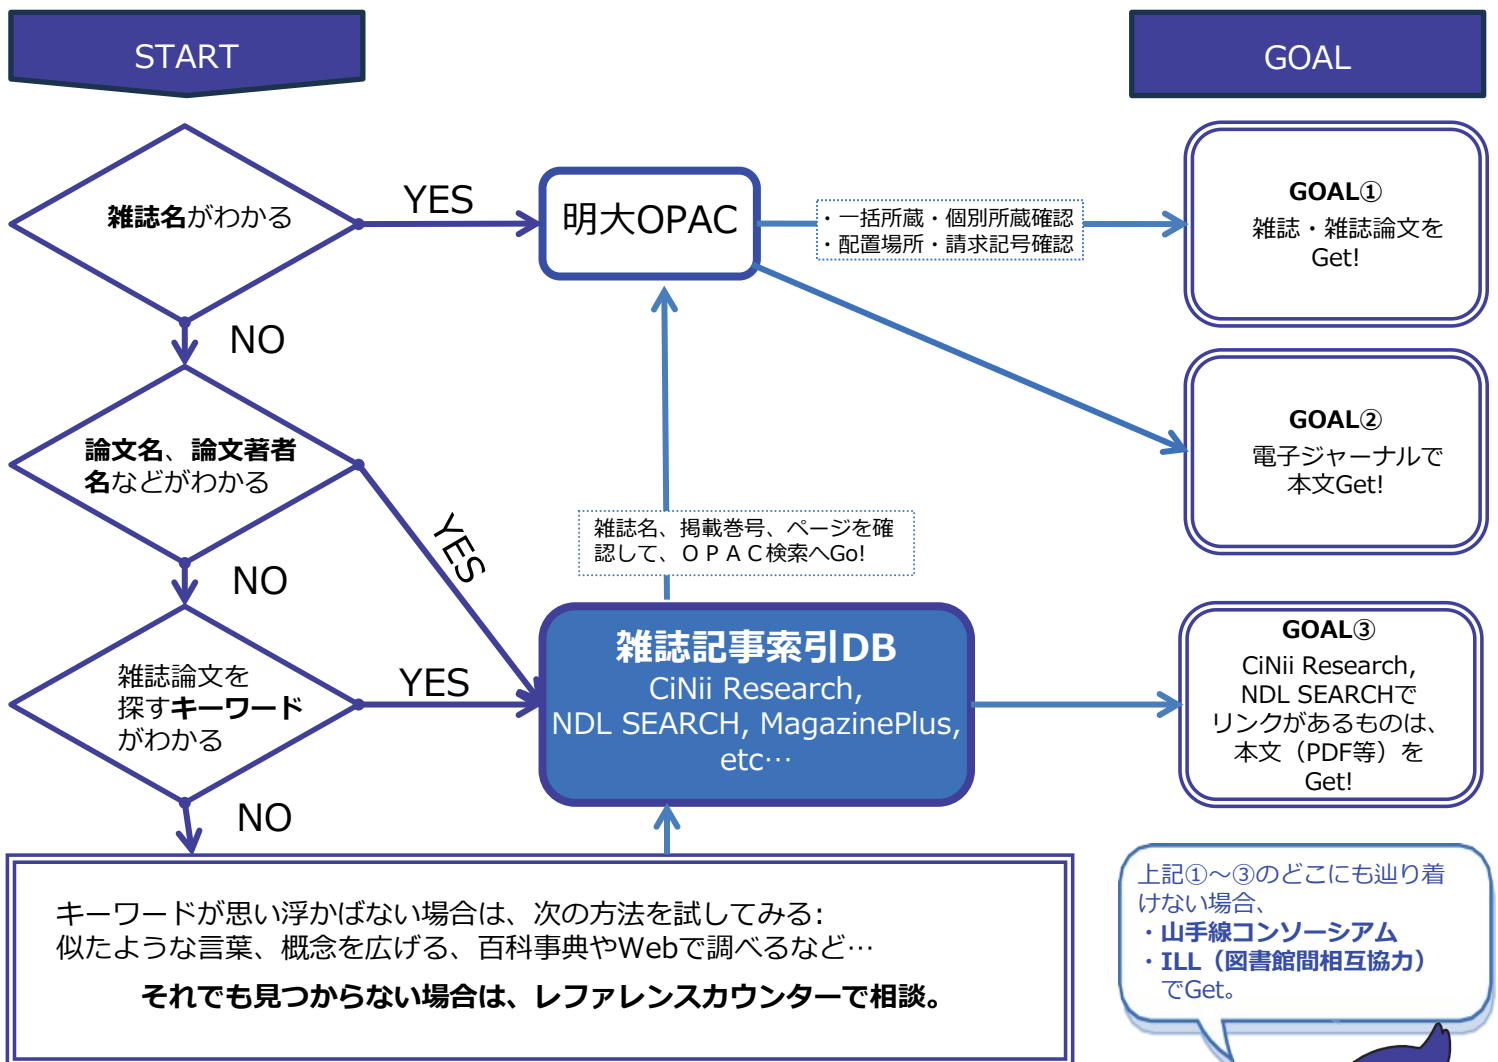 START
GOAL
雑誌名がわかる
YES
NO
明大OPAC
・一括所蔵・個別所蔵確認
・配置場所・請求記号確認
GOAL①
雑誌・雑誌論文を
Get!
論文名、論文著者
名などがわかる
YES
NO
GOAL②
電子ジャーナルで
本文Get!
雑誌名、掲載巻号、ページを確
認して、ＯＰＡＣ検索へGo!
雑誌論文を
探すキーワード
がわかる
YES
NO
雑誌記事索引DB
CiNii Research,
NDL SEARCH, MagazinePlus,
etc…
GOAL③
CiNii Research,
NDL SEARCHで
リンクがあるものは、
本文（PDF等）を
Get!
キーワードが思い浮かばない場合は、次の方法を試してみる:
似たような言葉、概念を広げる、百科事典やWebで調べるなど…
それでも見つからない場合は、レファレンスカウンターで相談。
上記①～③のどこにも辿り着
けない場合、
・山手線コンソーシアム
・ILL（図書館間相互協力）
でGet。